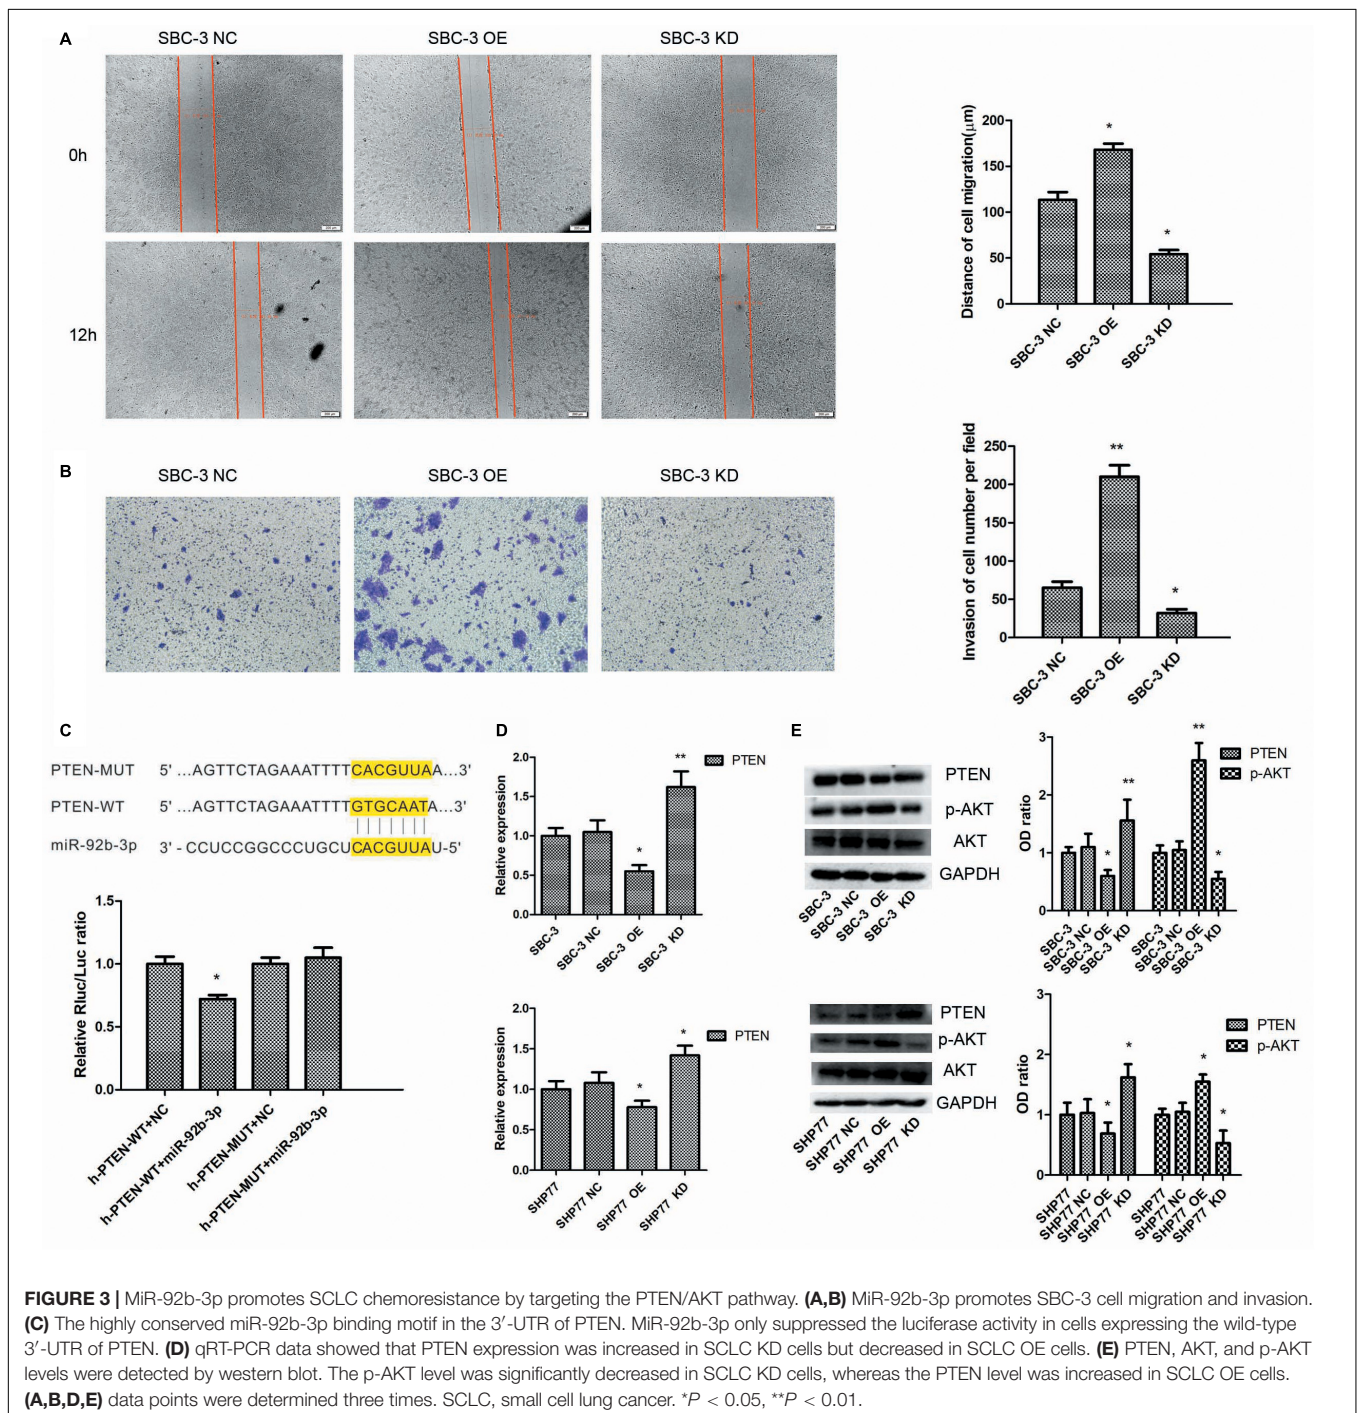 A
SBC-3 NC
SBC-3 OE
SBC-3 KD
0h
12h
Distance of cell migration(μm)
200
150
100
50
0
*
*
SBC-3 NC
SBC-3 OE
SBC-3 KD
B
SBC-3 NC
SBC-3 OE
SBC-3 KD
Invasion of cell number per field
250
200
150
100
50
0
**
*
SBC-3 NC
SBC-3 OE
SBC-3 KD
C
PTEN-MUT 5' ...AGTTCTAGAAATTTTCACGUUAA...3'
PTEN-WT 5' ...AGTTCTAGAAATTTTGTGCAATA...3'
miR-92b-3p 3' - CCUCCGGCCCUGCUCACGUUAU-5'
Relative Rluc/Luc ratio
1.5
1.0
0.5
0.0
*
h-PTEN-WT+NC
h-PTEN-WT+miR-92b-3p
h-PTEN-MUT+NC
h-PTEN-MUT+miR-92b-3p
D
Relative expression
2.0
1.5
1.0
0.5
0.0
*
**
PTEN
SBC-3
SBC-3 NC
SBC-3 OE
SBC-3 KD
Relative expression
2.0
1.5
1.0
0.5
0.0
*
*
PTEN
SHP77
SHP77 NC
SHP77 OE
SHP77 KD
E
PTEN
p-AKT
AKT
GAPDH
SBC-3
SBC-3 NC
SBC-3 OE
SBC-3 KD
OD ratio
3
2
1
0
*
**
**
*
PTEN
p-AKT
SBC-3
SBC-3 NC
SBC-3 OE
SBC-3 KD
SBC-3
SBC-3 NC
SBC-3 OE
SBC-3 KD
PTEN
p-AKT
AKT
GAPDH
SHP77
SHP77 NC
SHP77 OE
SHP77 KD
OD ratio
3
2
1
0
*
*
*
*
PTEN
p-AKT
SHP77
SHP77 NC
SHP77 OE
SHP77 KD
SHP77
SHP77 NC
SHP77 OE
SHP77 KD
FIGURE 3 | MiR-92b-3p promotes SCLC chemoresistance by targeting the PTEN/AKT pathway. (A,B) MiR-92b-3p promotes SBC-3 cell migration and invasion.
(C) The highly conserved miR-92b-3p binding motif in the 3′-UTR of PTEN. MiR-92b-3p only suppressed the luciferase activity in cells expressing the wild-type
3′-UTR of PTEN. (D) qRT-PCR data showed that PTEN expression was increased in SCLC KD cells but decreased in SCLC OE cells. (E) PTEN, AKT, and p-AKT
levels were detected by western blot. The p-AKT level was significantly decreased in SCLC KD cells, whereas the PTEN level was increased in SCLC OE cells.
(A,B,D,E) data points were determined three times. SCLC, small cell lung cancer. *P < 0.05, **P < 0.01.